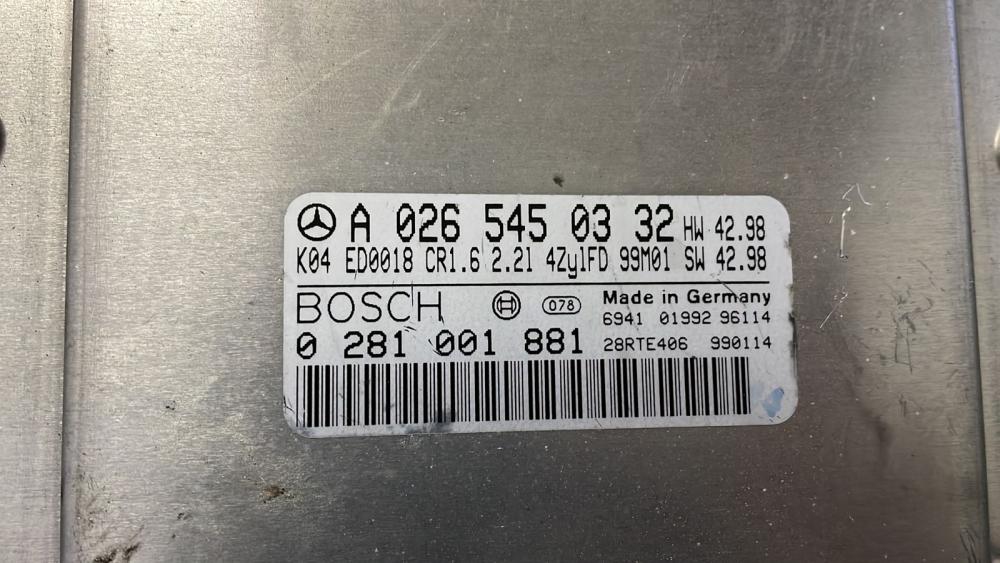 A 026 545 03 32 HW 42.98
K04 ED0018 CR1.6 2.2l 4ZylFD 99M01 SW 42.98
BOSCH 078 Made in Germany
6941 01992 96114
0 281 001 881 28RTE406 990114